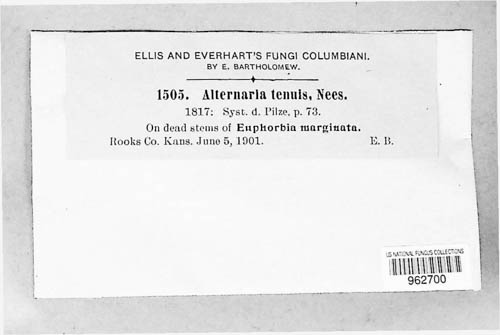 ELLIS AND EVERHART'S FUNGI COLUMBIANI.
BY E. BARTHOLOMEW.
1505. Alternaria tenuis, Nees.
1817: Syst. d. Pilze, p. 73.
On dead stems of Euphorbia marginata.
Rooks Co. Kans. June 5, 1901. E. B.
US NATIONAL FUNGUS COLLECTIONS
962700